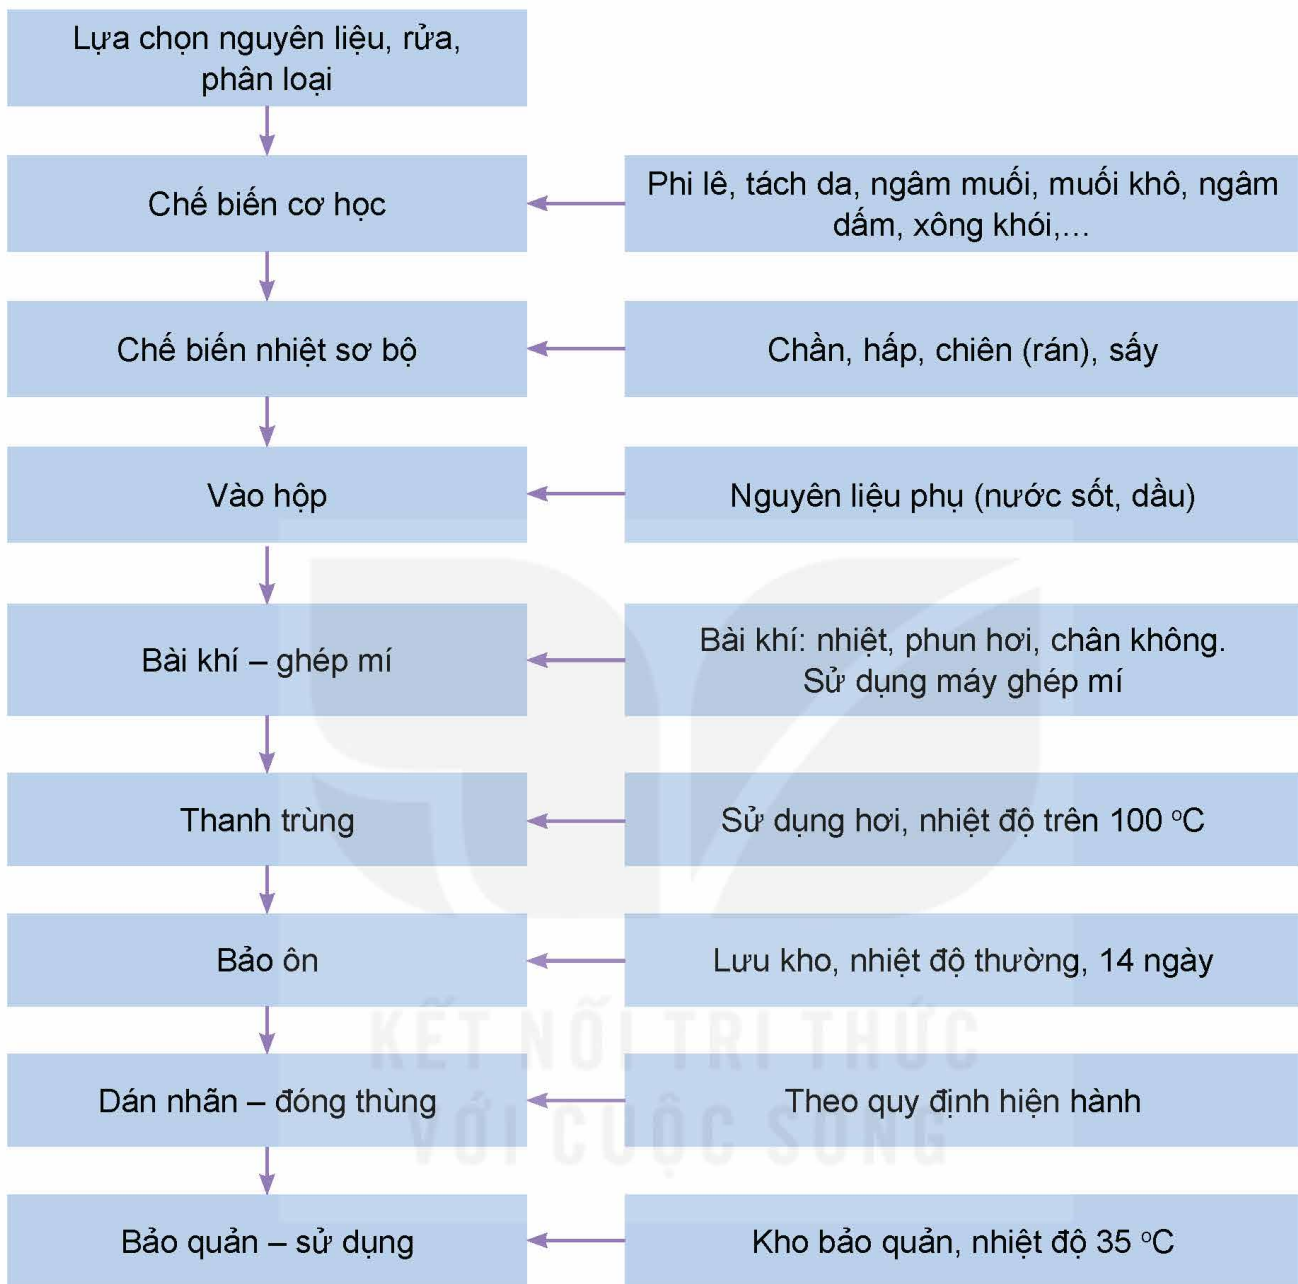 Lựa chọn nguyên liệu, rửa,
phân loại
Chế biến cơ học
Phi lê, tách da, ngâm muối, muối khô, ngâm
dấm, xông khói,...
Chế biến nhiệt sơ bộ
Chần, hấp, chiên (rán), sấy
Vào hộp
Nguyên liệu phụ (nước sốt, dầu)
Bài khí – ghép mí
Bài khí: nhiệt, phun hơi, chân không.
Sử dụng máy ghép mí
Thanh trùng
Sử dụng hơi, nhiệt độ trên 100 °C
Bảo ôn
Lưu kho, nhiệt độ thường, 14 ngày
KẾT NỐI TRI THỨC
Dán nhãn – đóng thùng
Theo quy định hiện hành
VỚI CUỘC SỐNG
Bảo quản – sử dụng
Kho bảo quản, nhiệt độ 35 °C